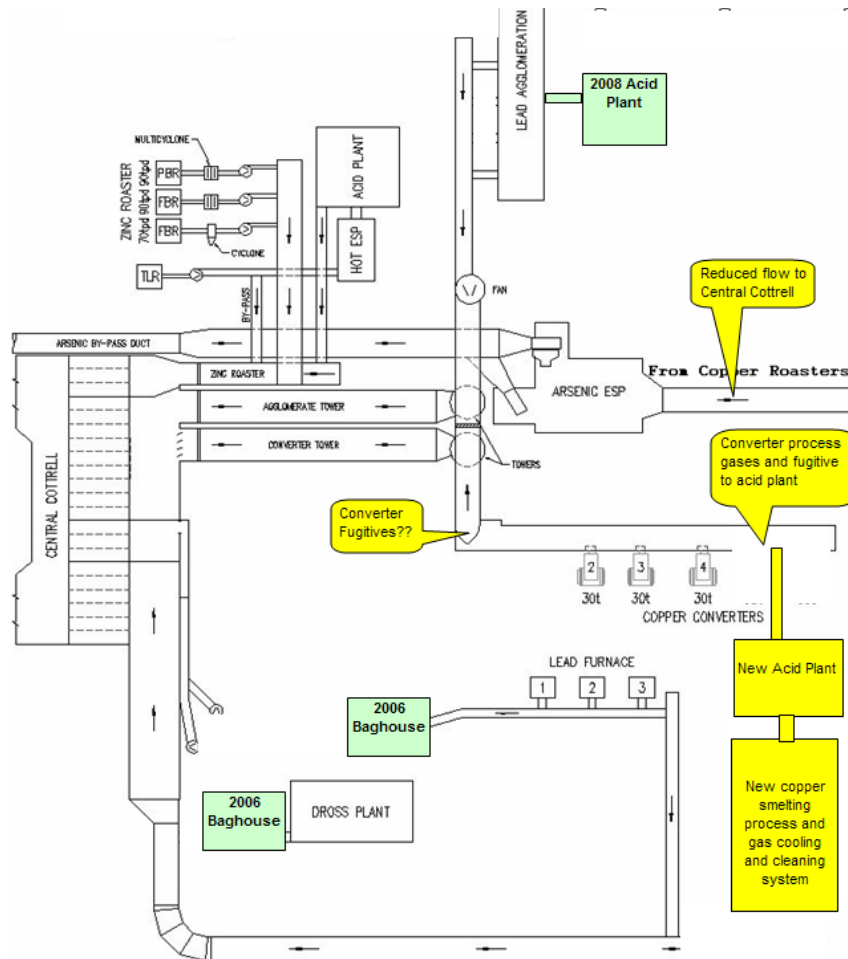 LEAD AGGLOMERATION
2008 Acid
Plant
MULTICYCLONE
ZINC ROASTER
70tpd 90tpd 90tpd
PBR
FBR
FBR
CYCLONE
TLR
ACID PLANT
HOT ESP
BY-PASS
FAN
Reduced flow to
Central Cottrell
ARSENIC BY-PASS DUCT
ZINC ROASTER
From Copper Roasters
ARSENIC ESP
AGGLOMERATE TOWER
CONVERTER TOWER
TOWERS
Converter process
gases and fugitive
to acid plant
CENTRAL COTTRELL
Converter
Fugitives??
2
3
4
30t
30t
30t
COPPER CONVERTERS
New Acid Plant
LEAD FURNACE
1
2
3
2006
Baghouse
2006
Baghouse
DROSS PLANT
New copper
smelting
process and
gas cooling
and cleaning
system